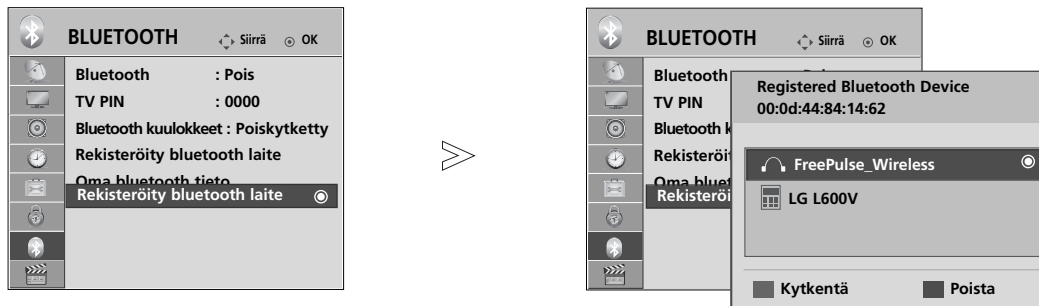 BLUETOOTH Siirrä OK
Bluetooth : Pois
TV PIN : 0000
Bluetooth kuulokkeet : Poiskytketty
Rekisteröity bluetooth laite
Oma bluetooth tieto
Rekisteröity bluetooth laite
BLUETOOTH Siirrä OK
Bluetooth
TV PIN
Bluetooth k
Rekisteröit
Oma bluet
Rekisteröi
Registered Bluetooth Device
00:0d:44:84:14:62
FreePulse_Wireless
LG L600V
Kytkentä Poista